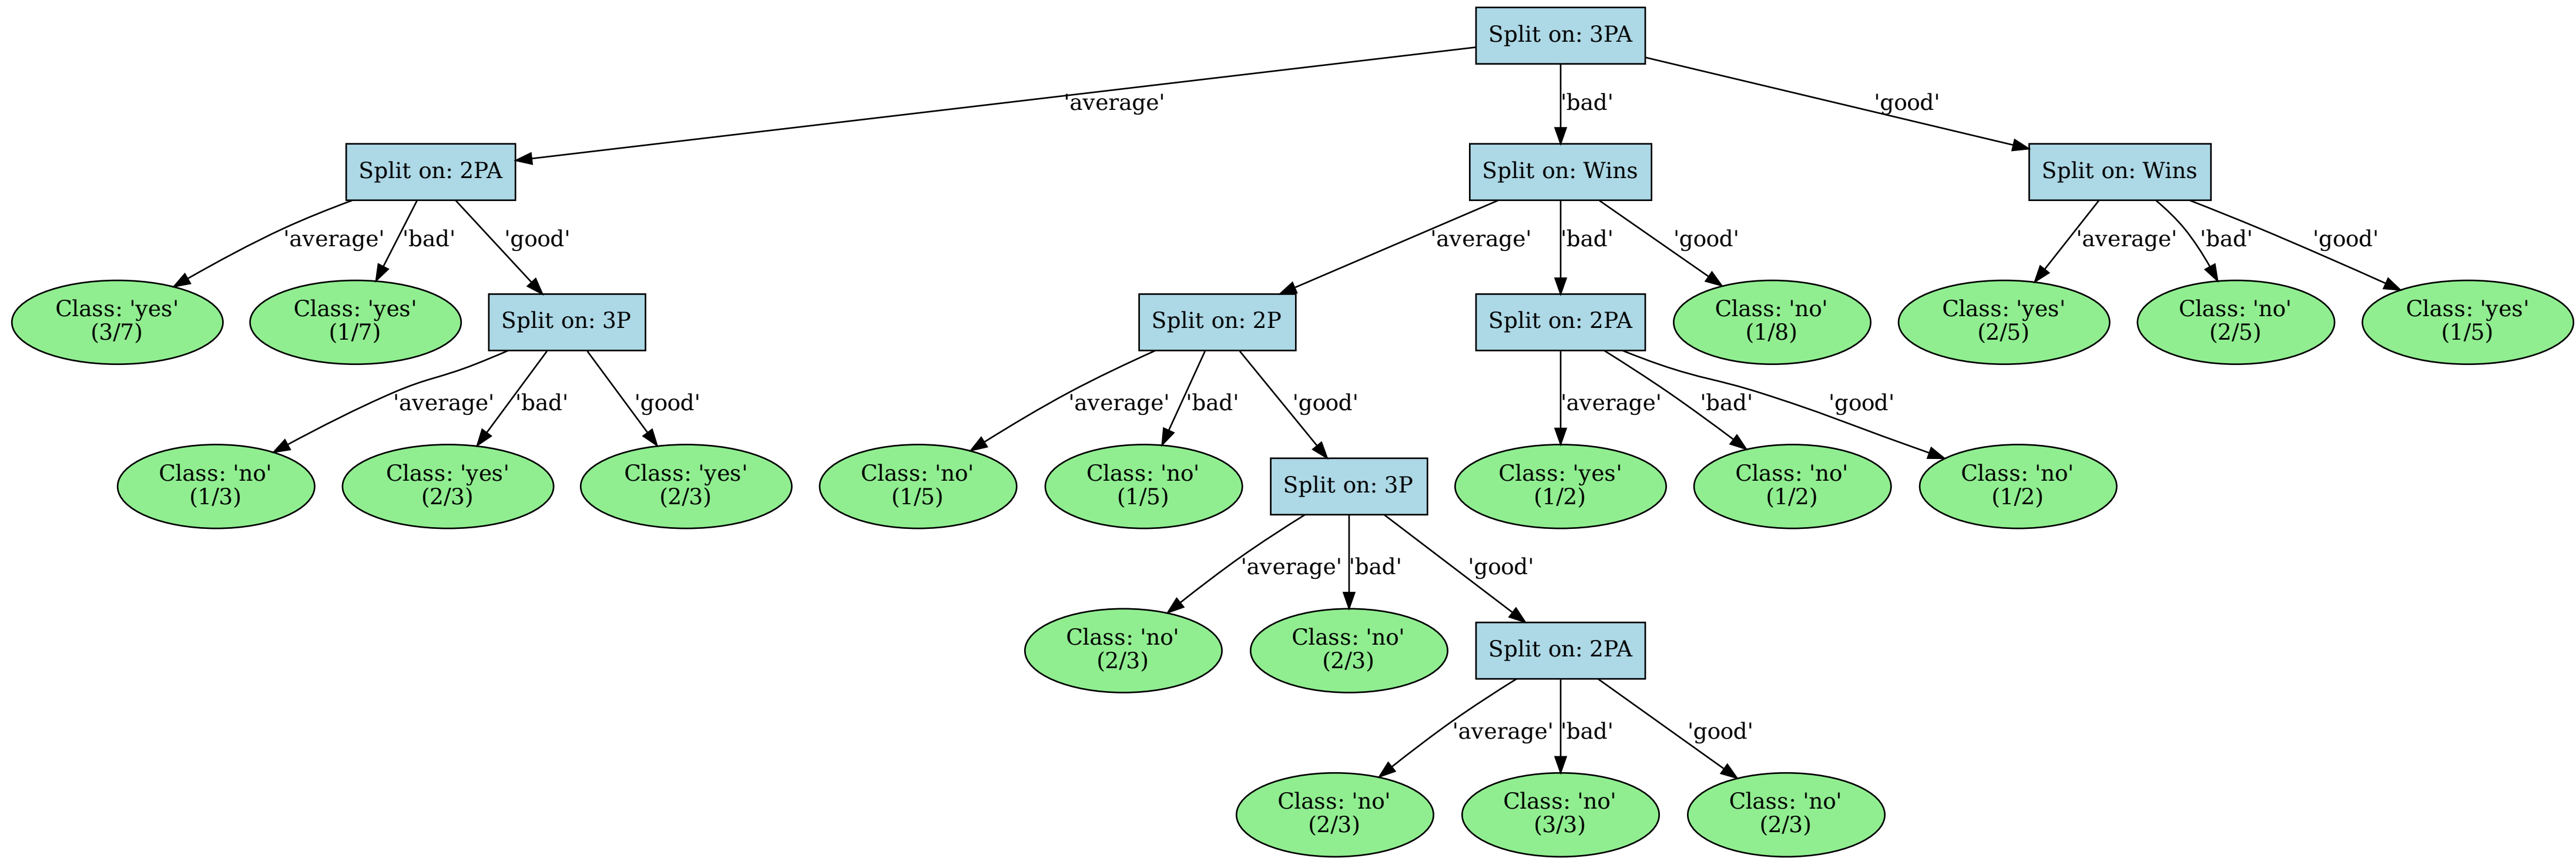 Split on: 3PA
'average'
'bad'
'good'
Split on: 2PA
Split on: Wins
Split on: Wins
'average'
'bad'
'good'
'average'
'bad'
'good'
'average'
'bad'
'good'
Class: 'yes'
(3/7)
Class: 'yes'
(1/7)
Split on: 3P
Split on: 2P
Split on: 2PA
Class: 'no'
(1/8)
Class: 'yes'
(2/5)
Class: 'no'
(2/5)
Class: 'yes'
(1/5)
'average'
'bad'
'good'
'average'
'bad'
'good'
'average'
'bad'
'good'
Class: 'no'
(1/3)
Class: 'yes'
(2/3)
Class: 'yes'
(2/3)
Class: 'no'
(1/5)
Class: 'no'
(1/5)
Split on: 3P
Class: 'yes'
(1/2)
Class: 'no'
(1/2)
Class: 'no'
(1/2)
'average'
'bad'
'good'
Class: 'no'
(2/3)
Class: 'no'
(2/3)
Split on: 2PA
'average'
'bad'
'good'
Class: 'no'
(2/3)
Class: 'no'
(3/3)
Class: 'no'
(2/3)